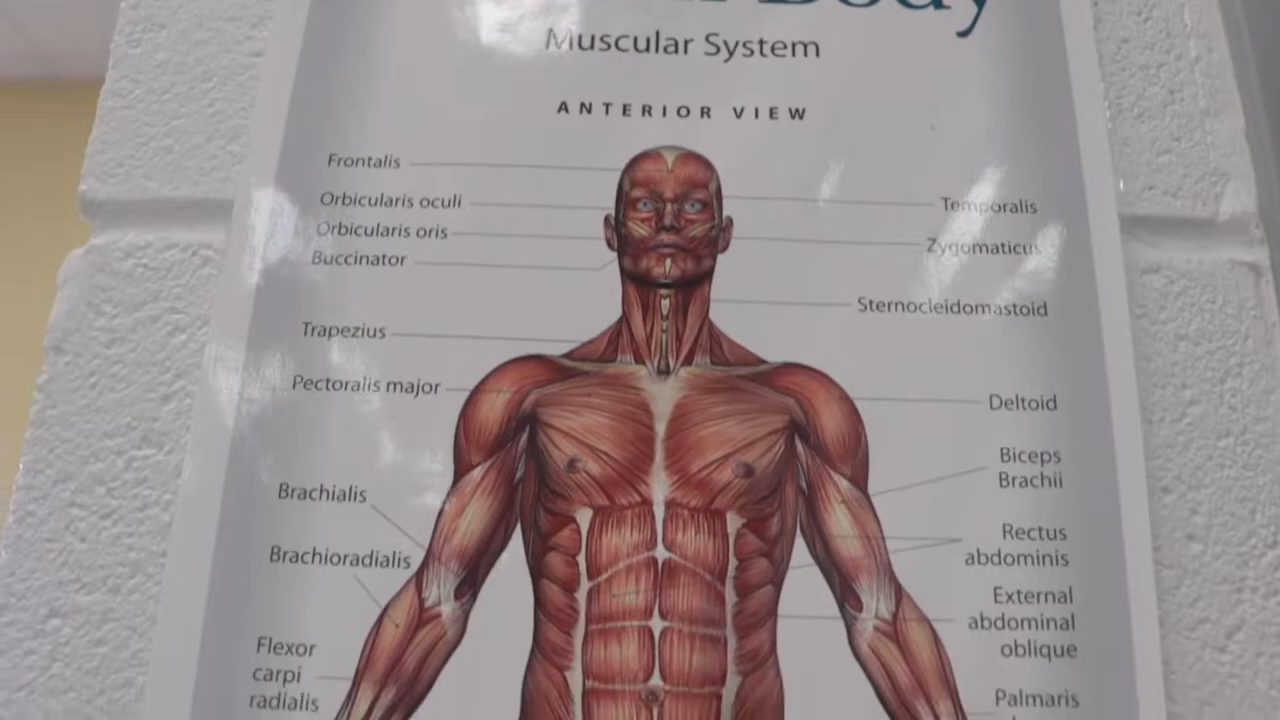 Body
Muscular System
ANTERIOR VIEW
Frontalis
Orbicularis oculi
Orbicularis oris
Buccinator
Trapezius
Pectoralis major
Brachialis
Brachioradialis
Flexor
carpi
radialis
Temporalis
Zygomaticus
Sternocleidomastoid
Deltoid
Biceps
Brachii
Rectus
abdominis
External
abdominal
oblique
Palmaris